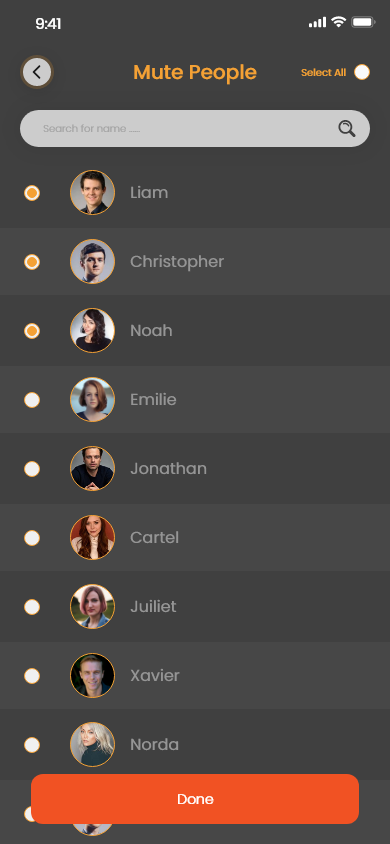 9:41
Mute People
Select All
Search for name .....
Liam
Christopher
Noah
Emilie
Jonathan
Cartel
Juiliet
Xavier
Norda
Done